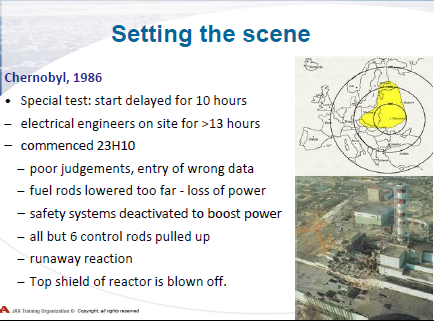 Setting the scene
Chernobyl, 1986
• Special test: start delayed for 10 hours
– electrical engineers on site for >13 hours
– commenced 23H10
– poor judgements, entry of wrong data
– fuel rods lowered too far - loss of power
– safety systems deactivated to boost power
– all but 6 control rods pulled up
– runaway reaction
– Top shield of reactor is blown off.
JAA Training Organisation © Copyright, all rights reserved